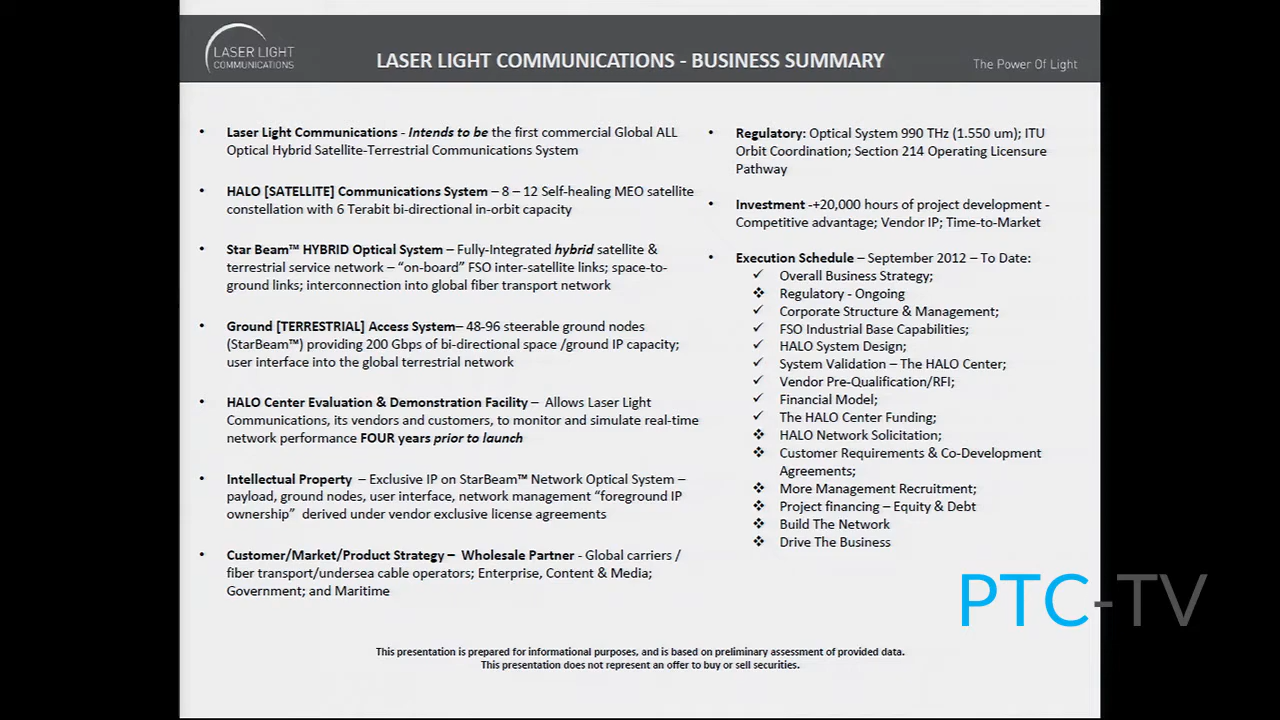 LASER LIGHT
COMMUNICATIONS
LASER LIGHT COMMUNICATIONS - BUSINESS SUMMARY
The Power Of Light
• Laser Light Communications - Intends to be the first commercial Global ALL
Optical Hybrid Satellite-Terrestrial Communications System
• HALO [SATELLITE] Communications System – 8 – 12 Self-healing MEO satellite
constellation with 6 Terabit bi-directional in-orbit capacity
• Star Beam™ HYBRID Optical System – Fully-Integrated hybrid satellite &
terrestrial service network – “on-board” FSO inter-satellite links; space-to-
ground links; interconnection into global fiber transport network
• Ground [TERRESTRIAL] Access System– 48-96 steerable ground nodes
(StarBeam™) providing 200 Gbps of bi-directional space /ground IP capacity;
user interface into the global terrestrial network
• HALO Center Evaluation & Demonstration Facility – Allows Laser Light
Communications, its vendors and customers, to monitor and simulate real-time
network performance FOUR years prior to launch
• Intellectual Property – Exclusive IP on StarBeam™ Network Optical System –
payload, ground nodes, user interface, network management “foreground IP
ownership” derived under vendor exclusive license agreements
• Customer/Market/Product Strategy – Wholesale Partner - Global carriers /
fiber transport/undersea cable operators; Enterprise, Content & Media;
Government; and Maritime
• Regulatory: Optical System 990 THz (1.550 um); ITU
Orbit Coordination; Section 214 Operating Licensure
Pathway
• Investment -+20,000 hours of project development -
Competitive advantage; Vendor IP; Time-to-Market
• Execution Schedule – September 2012 – To Date:
✓ Overall Business Strategy;
❖ Regulatory - Ongoing
✓ Corporate Structure & Management;
✓ FSO Industrial Base Capabilities;
✓ HALO System Design;
✓ System Validation – The HALO Center;
✓ Vendor Pre-Qualification/RFI;
✓ Financial Model;
✓ The HALO Center Funding;
❖ HALO Network Solicitation;
❖ Customer Requirements & Co-Development
Agreements;
❖ More Management Recruitment;
❖ Project financing – Equity & Debt
❖ Build The Network
❖ Drive The Business
PTC-TV
This presentation is prepared for informational purposes, and is based on preliminary assessment of provided data.
This presentation does not represent an offer to buy or sell securities.